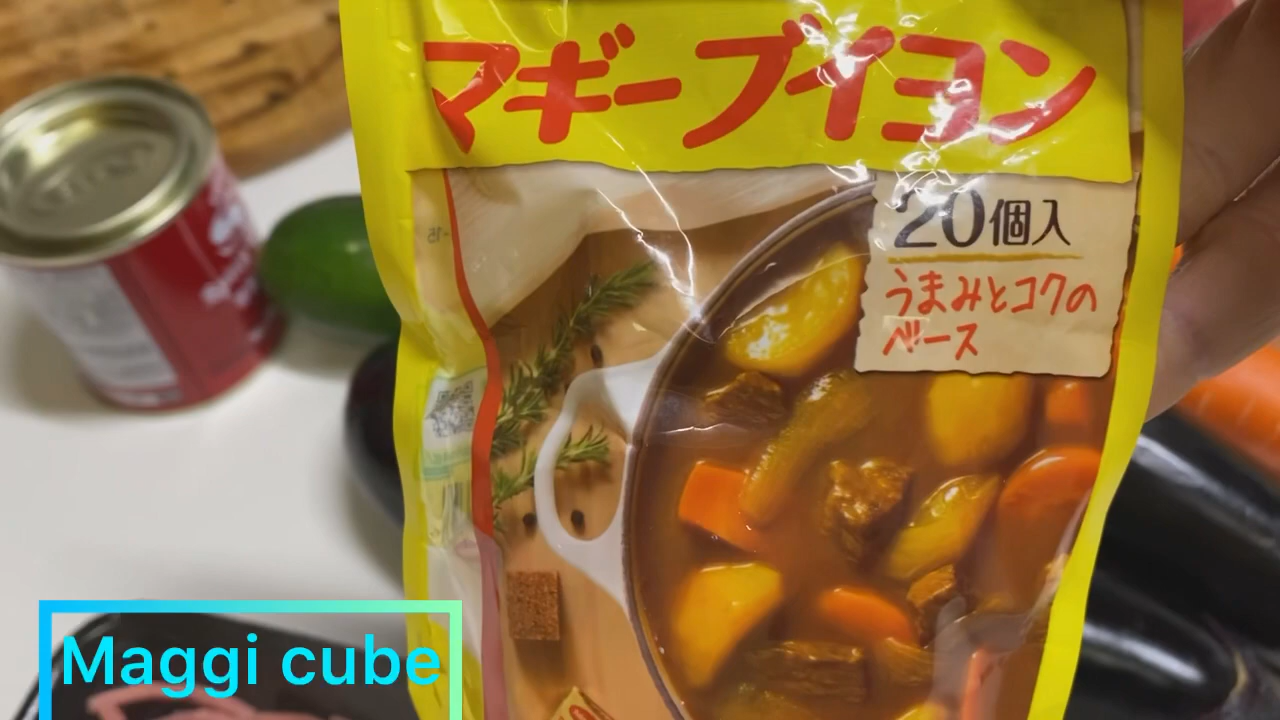 マギーブイヨン
20個入
うまみとコクの
ベース
Maggi cube